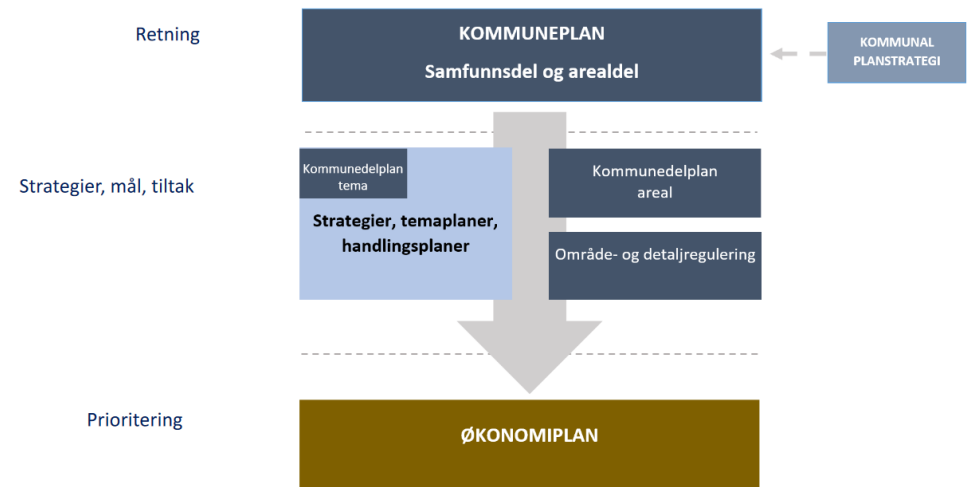 Retning
KOMMUNEPLAN
Samfunnsdel og arealdel
KOMMUNAL
PLANSTRATEGI
Strategier, mål, tiltak
Kommunedelplan
tema
Strategier, temaplaner,
handlingsplaner
Kommunedelplan
areal
Område- og detaljregulering
Prioritering
ØKONOMIPLAN